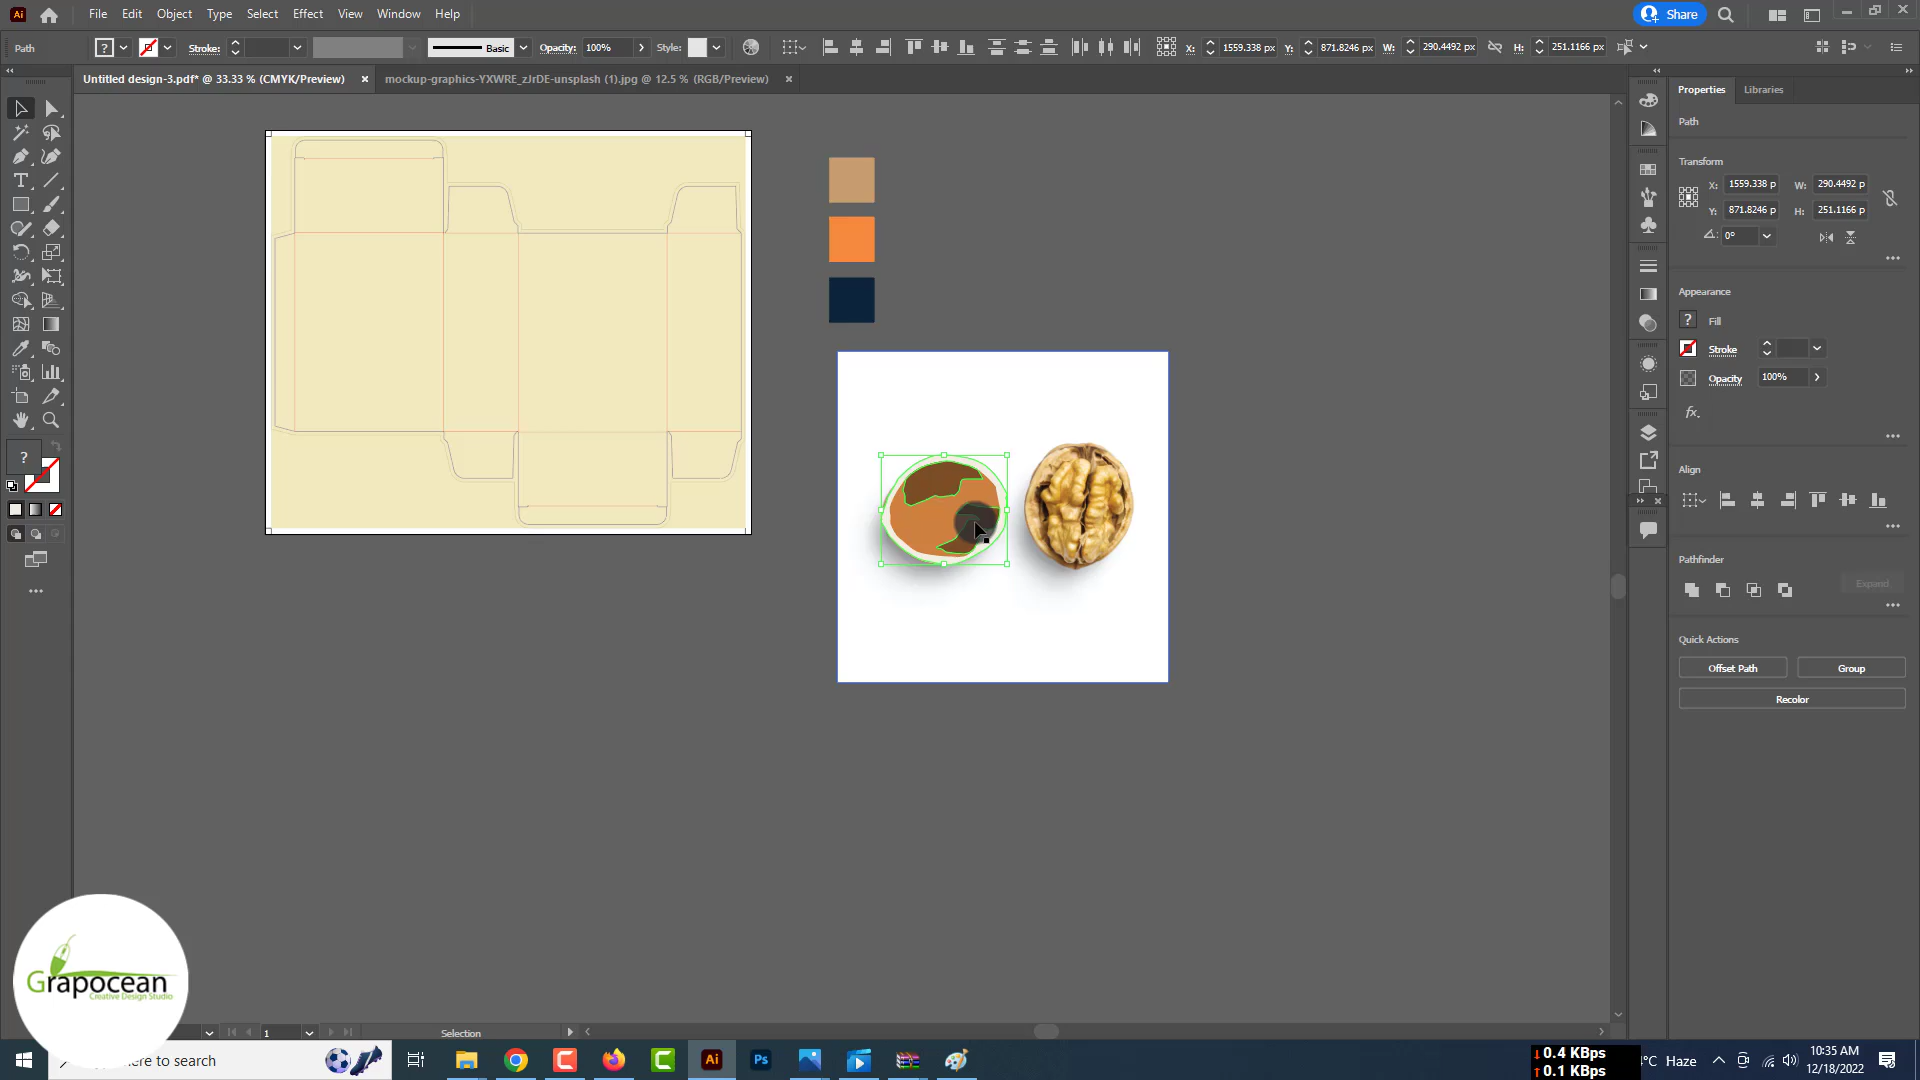 Ai
File Edit Object Type Select Effect View Window Help
Share
Path
?
Stroke:
Basic
Opacity: 100%
Style:
X: 1559.338 px Y: 871.8246 px W: 290.4492 px H: 251.1166 px
Untitled design-3.pdf* @ 33.33 % (CMYK/Preview) × mockup-graphics-YXWRE_zJrDE-unsplash (1).jpg @ 12.5 % (RGB/Preview) ×
Properties Libraries
Path
Transform
X: 1559.338 p W: 290.4492 p
Y: 871.8246 p H: 251.1166 p
0°
Appearance
? Fill
Stroke
Opacity 100%
fx.
Align
Pathfinder
Expand
Quick Actions
Offset Path Group
Recolor
?
Grapocean
Creative Design Studio
1 Selection
here to search
Ai
Ps
0.4 KBps
0.1 KBps
°C Haze
10:35 AM
12/18/2022